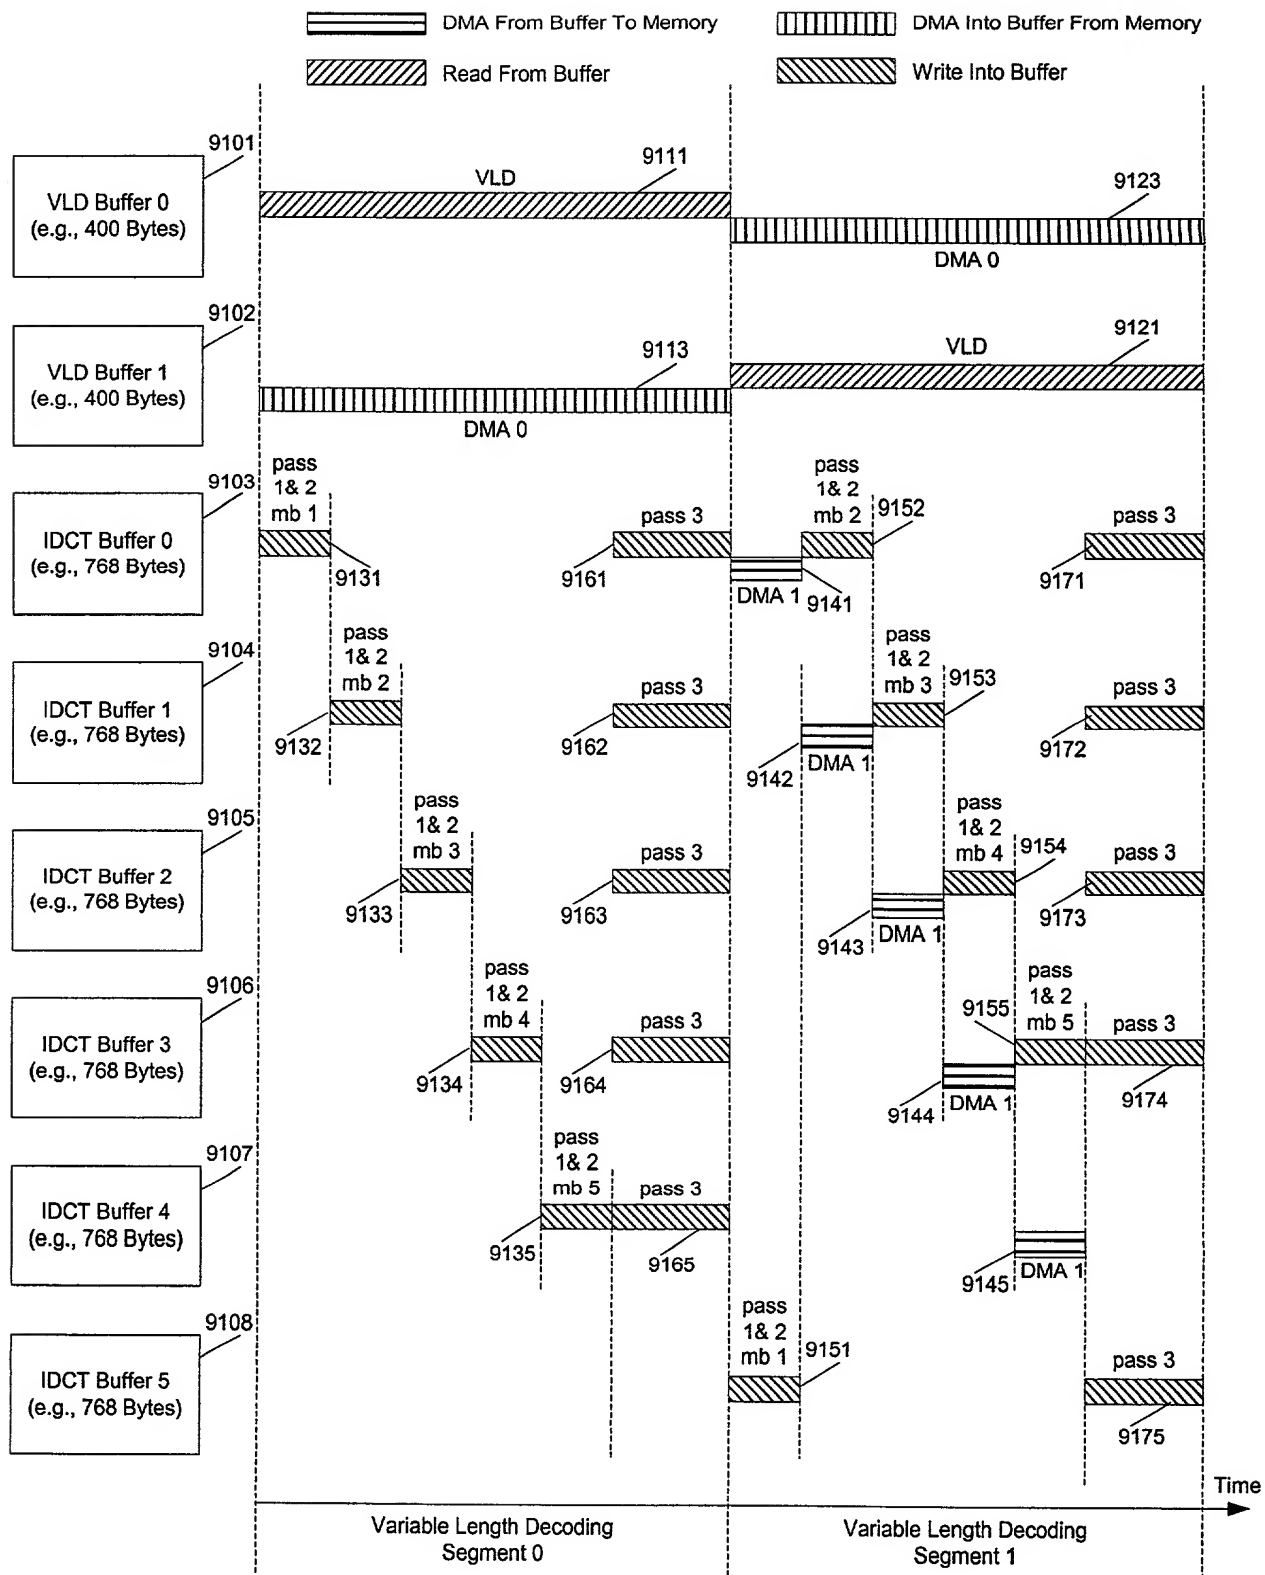 DMA From Buffer To Memory
DMA Into Buffer From Memory
Read From Buffer
Write Into Buffer
9101
VLD Buffer 0
(e.g., 400 Bytes)
VLD
9111
9123
DMA 0
9102
VLD Buffer 1
(e.g., 400 Bytes)
9113
DMA 0
VLD
9121
9103
IDCT Buffer 0
(e.g., 768 Bytes)
pass
1& 2
mb 1
9131
pass 3
9161
DMA 1
9141
pass
1& 2
mb 2
9152
pass 3
9171
9104
IDCT Buffer 1
(e.g., 768 Bytes)
pass
1& 2
mb 2
9132
pass 3
9162
9142
DMA 1
pass
1& 2
mb 3
9153
pass 3
9172
9105
IDCT Buffer 2
(e.g., 768 Bytes)
pass
1& 2
mb 3
9133
pass 3
9163
9143
DMA 1
pass
1& 2
mb 4
9154
pass 3
9173
9106
IDCT Buffer 3
(e.g., 768 Bytes)
pass
1& 2
mb 4
9134
pass 3
9164
9144
DMA 1
9155
pass
1& 2
mb 5
pass 3
9174
9107
IDCT Buffer 4
(e.g., 768 Bytes)
pass
1& 2
mb 5
9135
pass 3
9165
9145
DMA 1
9108
IDCT Buffer 5
(e.g., 768 Bytes)
pass
1& 2
mb 1
9151
pass 3
9175
Time
Variable Length Decoding
Segment 0
Variable Length Decoding
Segment 1